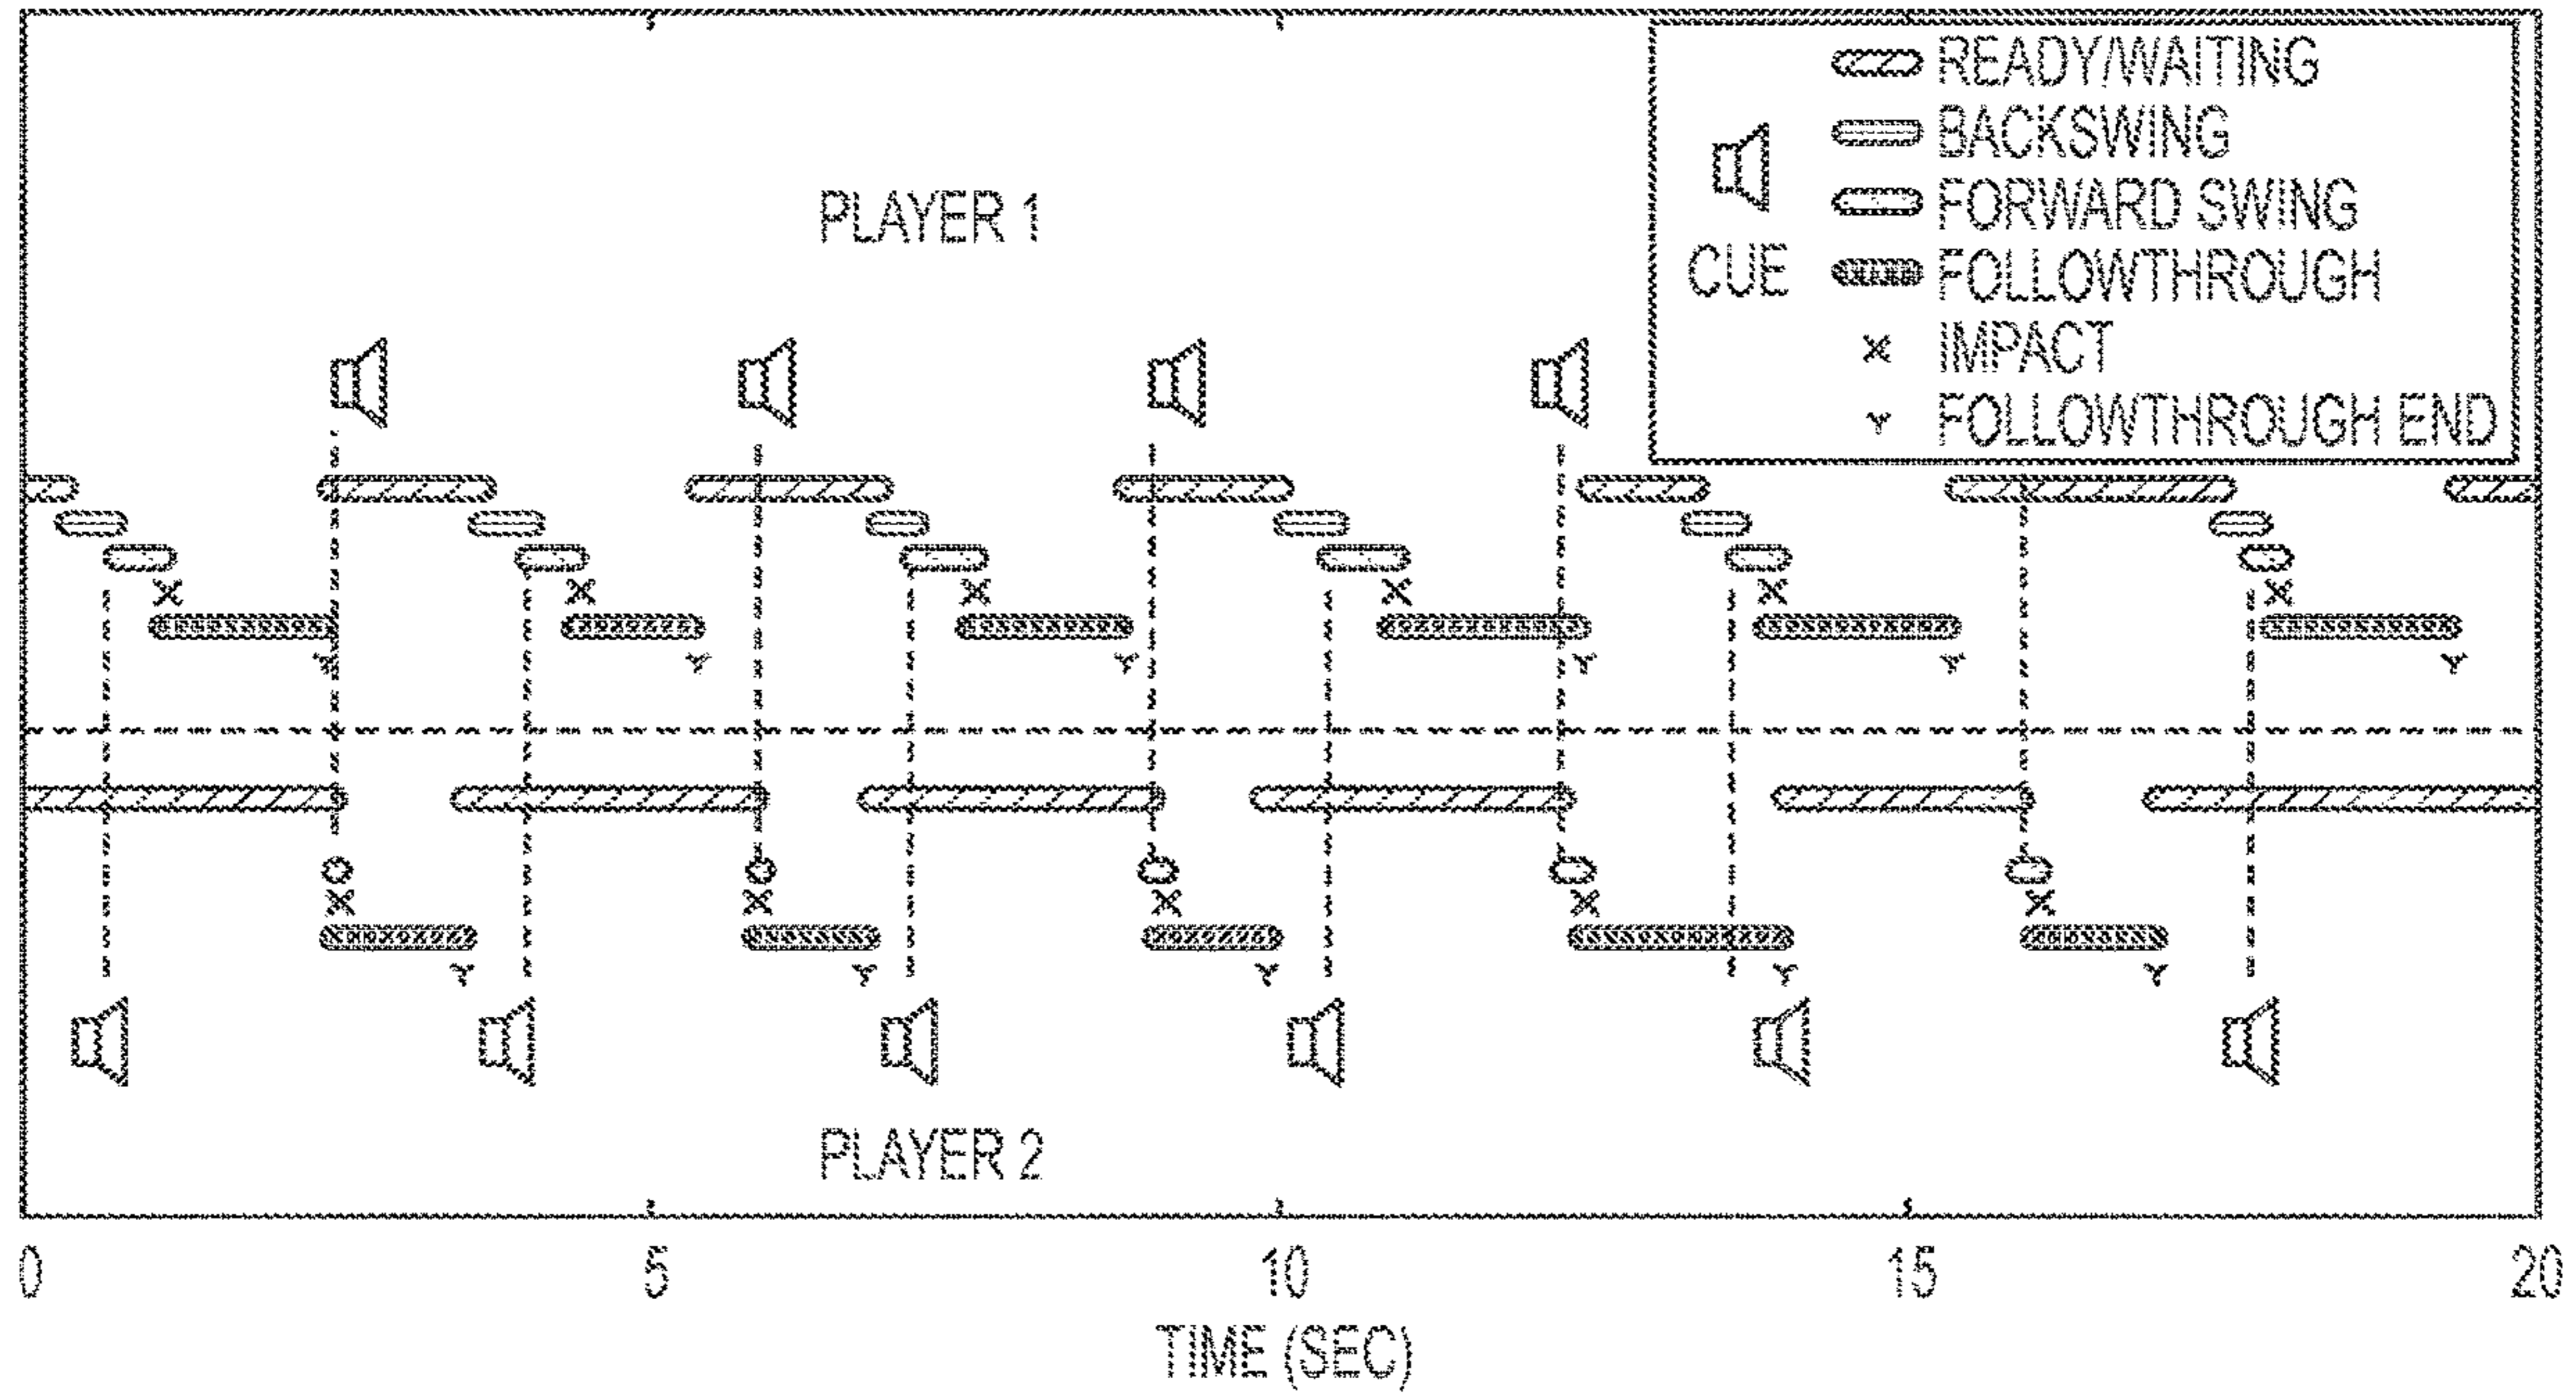 READY/WAITING
BACKSWING
FORWARD SWING
CUE
FOLLOWTHROUGH
IMPACT
FOLLOWTHROUGH END
PLAYER 1
PLAYER 2
0 5 10 15 20
TIME (SEC)